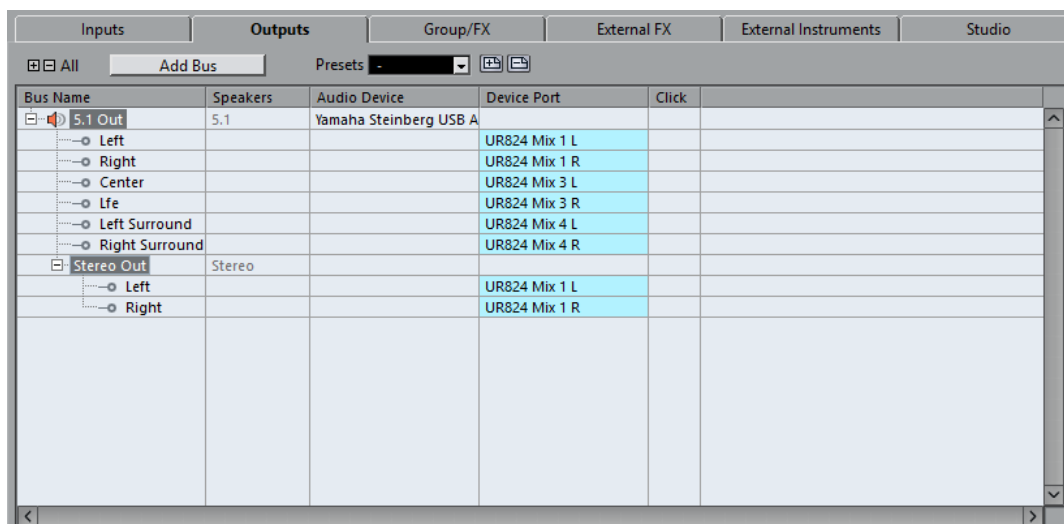 Inputs Outputs Group/FX External FX External Instruments Studio
All Add Bus Presets -
Bus Name Speakers Audio Device Device Port Click
5.1 Out 5.1 Yamaha Steinberg USB A
Left UR824 Mix 1 L
Right UR824 Mix 1 R
Center UR824 Mix 3 L
Lfe UR824 Mix 3 R
Left Surround UR824 Mix 4 L
Right Surround UR824 Mix 4 R
Stereo Out Stereo
Left UR824 Mix 1 L
Right UR824 Mix 1 R